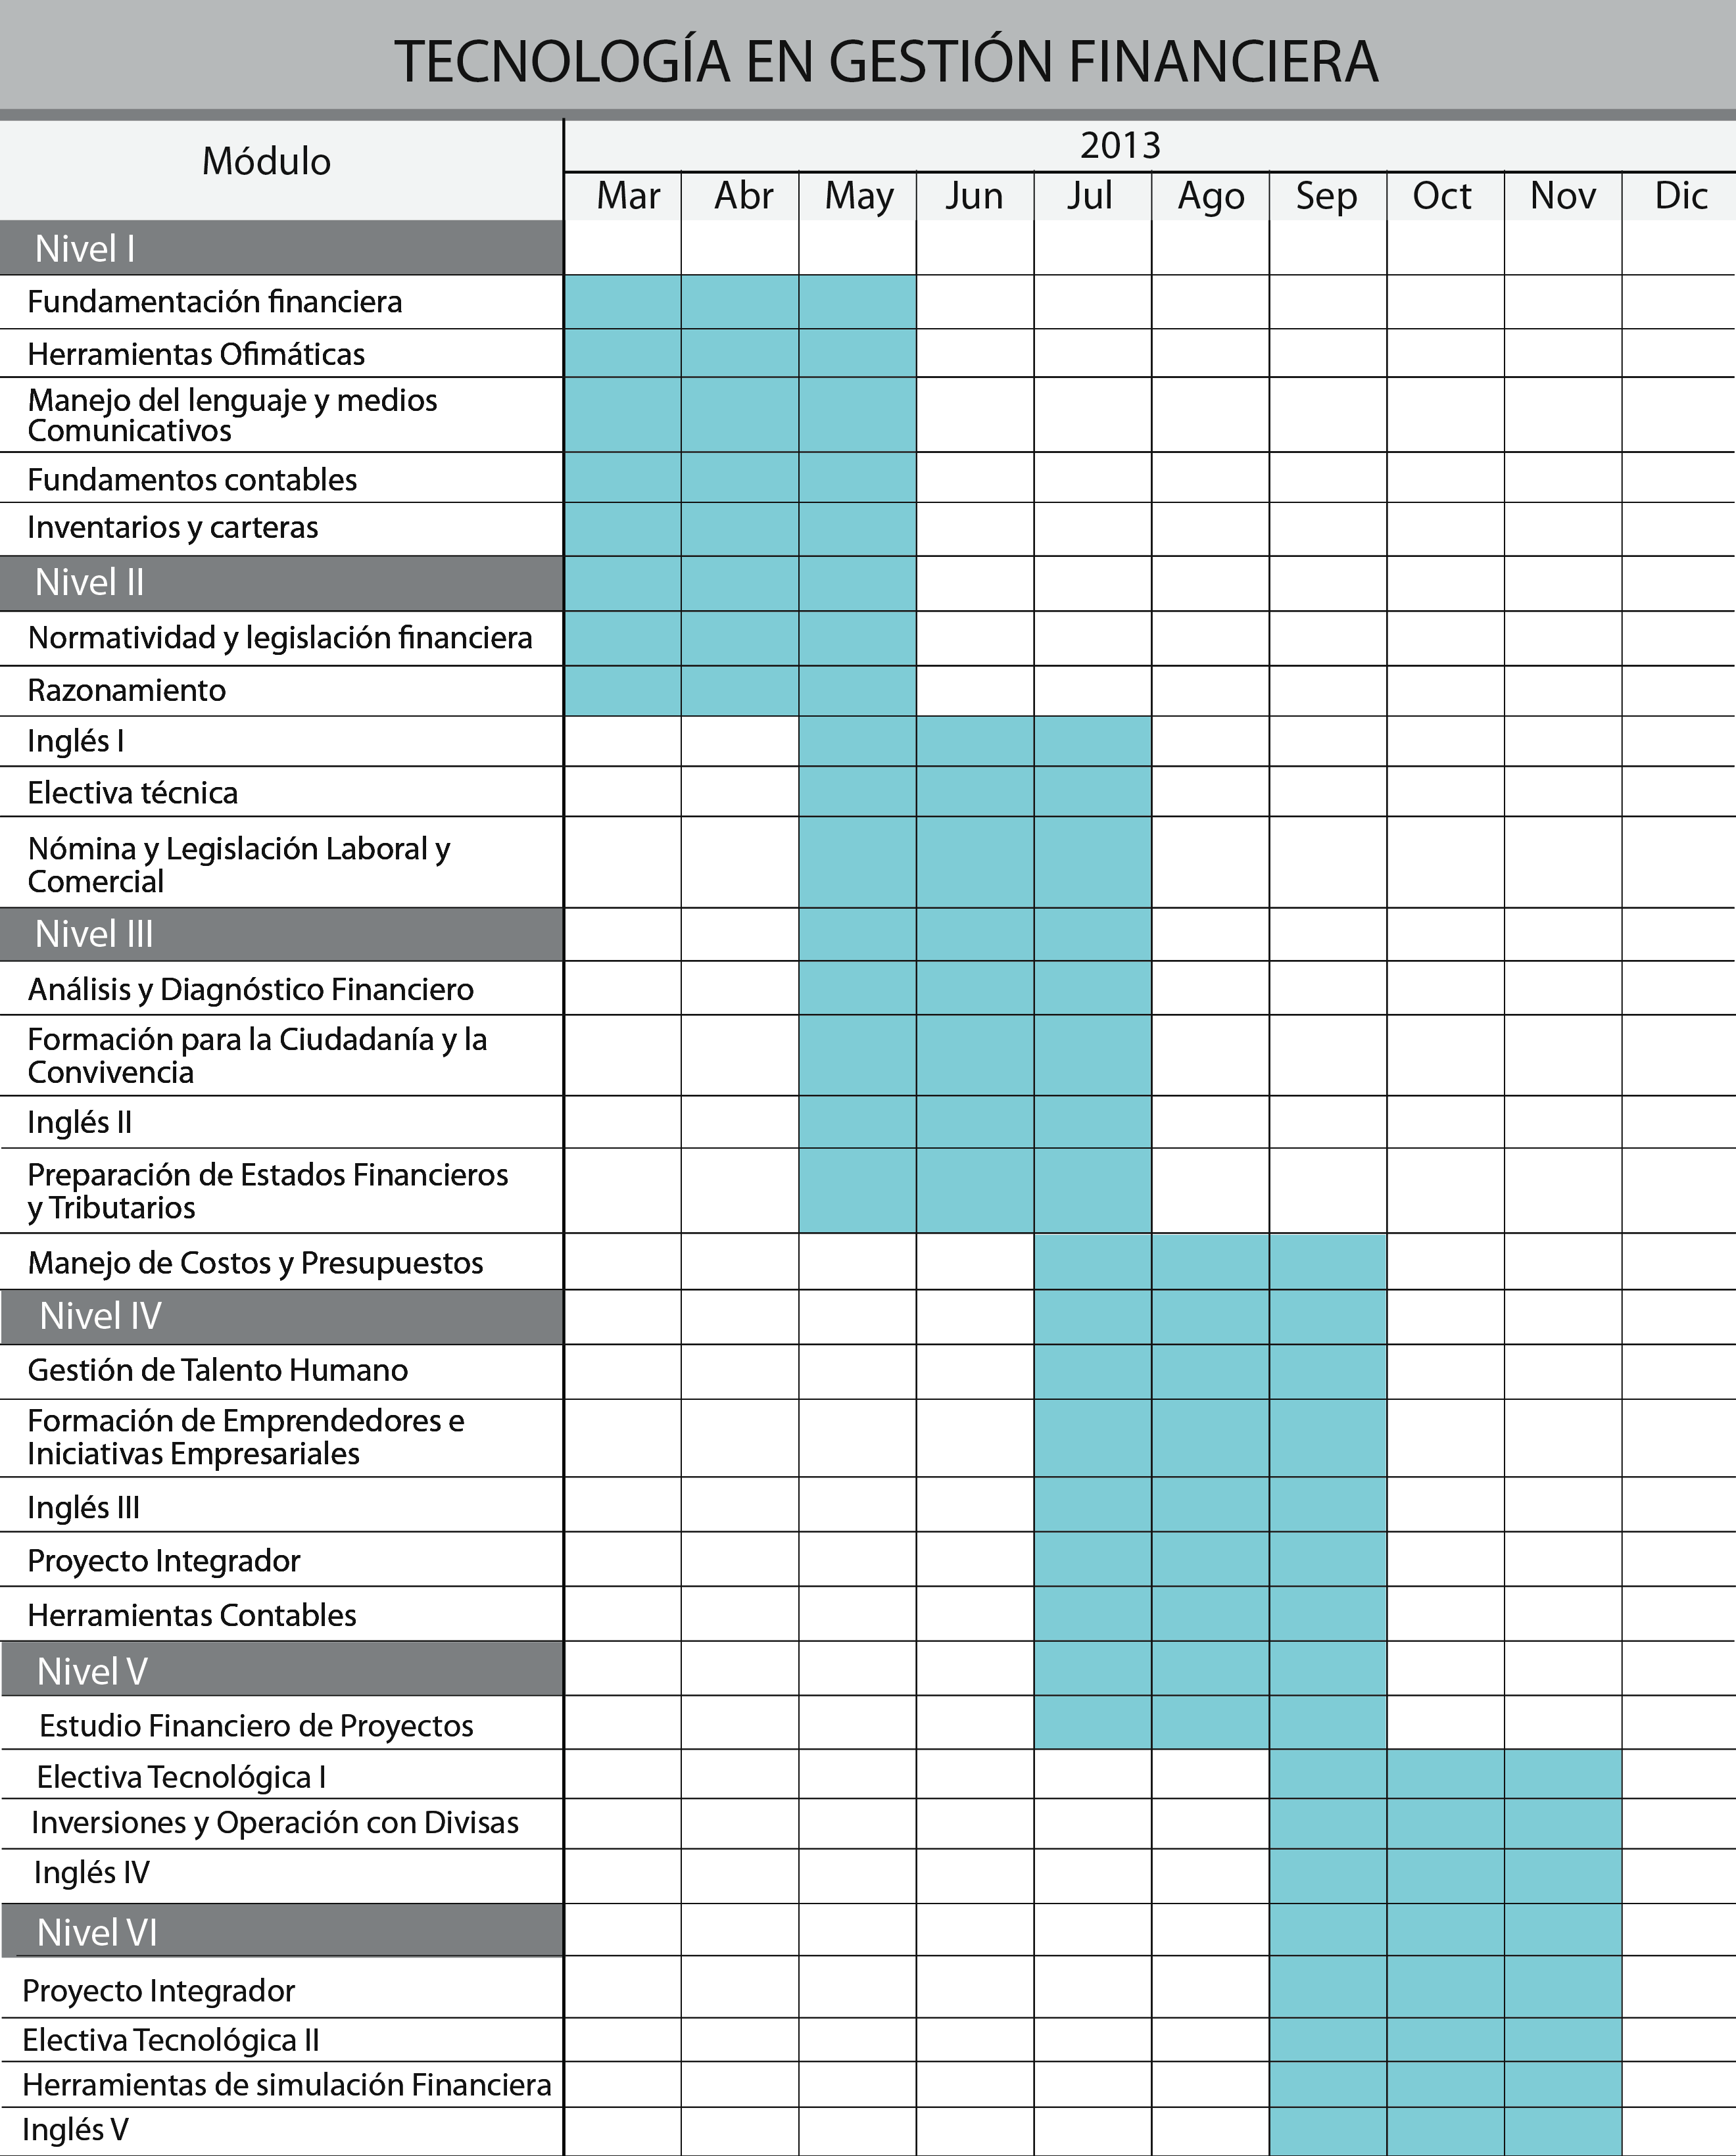 TECNOLOGÍA EN GESTIÓN FINANCIERA
Módulo
2013
Mar Abr May Jun Jul Ago Sep Oct Nov Dic
Nivel I
Fundamentación financiera
Herramientas Ofimáticas
Manejo del lenguaje y medios
Comunicativos
Fundamentos contables
Inventarios y carteras
Nivel II
Normatividad y legislación financiera
Razonamiento
Inglés I
Electiva técnica
Nómina y Legislación Laboral y
Comercial
Nivel III
Análisis y Diagnóstico Financiero
Formación para la Ciudadanía y la
Convivencia
Inglés II
Preparación de Estados Financieros
y Tributarios
Manejo de Costos y Presupuestos
Nivel IV
Gestión de Talento Humano
Formación de Emprendedores e
Iniciativas Empresariales
Inglés III
Proyecto Integrador
Herramientas Contables
Nivel V
Estudio Financiero de Proyectos
Electiva Tecnológica I
Inversiones y Operación con Divisas
Inglés IV
Nivel VI
Proyecto Integrador
Electiva Tecnológica II
Herramientas de simulación Financiera
Inglés V